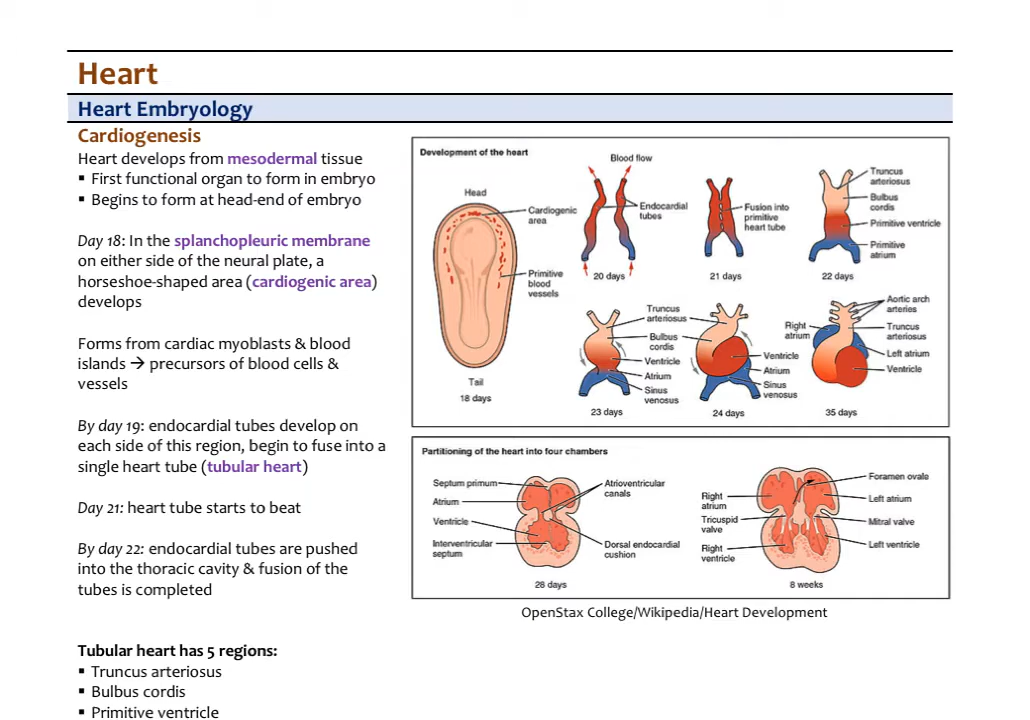 Heart
Heart Embryology
Cardiogenesis
Heart develops from mesodermal tissue
▪ First functional organ to form in embryo
▪ Begins to form at head-end of embryo
Day 18: In the splanchopleuric membrane
on either side of the neural plate, a
horseshoe-shaped area (cardiogenic area)
develops
Forms from cardiac myoblasts & blood
islands → precursors of blood cells &
vessels
By day 19: endocardial tubes develop on
each side of this region, begin to fuse into a
single heart tube (tubular heart)
Day 21: heart tube starts to beat
By day 22: endocardial tubes are pushed
into the thoracic cavity & fusion of the
tubes is completed
Tubular heart has 5 regions:
▪ Truncus arteriosus
▪ Bulbus cordis
▪ Primitive ventricle
Development of the heart
Head
Cardiogenic
area
Primitive
blood
vessels
Tail
18 days
Blood flow
Endocardial
tubes
20 days
Fusion into
primitive
heart tube
21 days
Truncus
arteriosus
Bulbus
cordis
Primitive ventricle
Primitive
atrium
22 days
Truncus
arteriosus
Bulbus
cordis
Ventricle
Atrium
Sinus
venosus
23 days
Ventricle
Atrium
Sinus
venosus
24 days
Right
atrium
Aortic arch
arteries
Truncus
arteriosus
Left atrium
Ventricle
35 days
Partitioning of the heart into four chambers
Septum primum
Atrium
Ventricle
Interventricular
septum
Atrioventricular
canals
Dorsal endocardial
cushion
28 days
Right
atrium
Tricuspid
valve
Right
ventricle
Foramen ovale
Left atrium
Mitral valve
Left ventricle
8 weeks
OpenStax College/Wikipedia/Heart Development